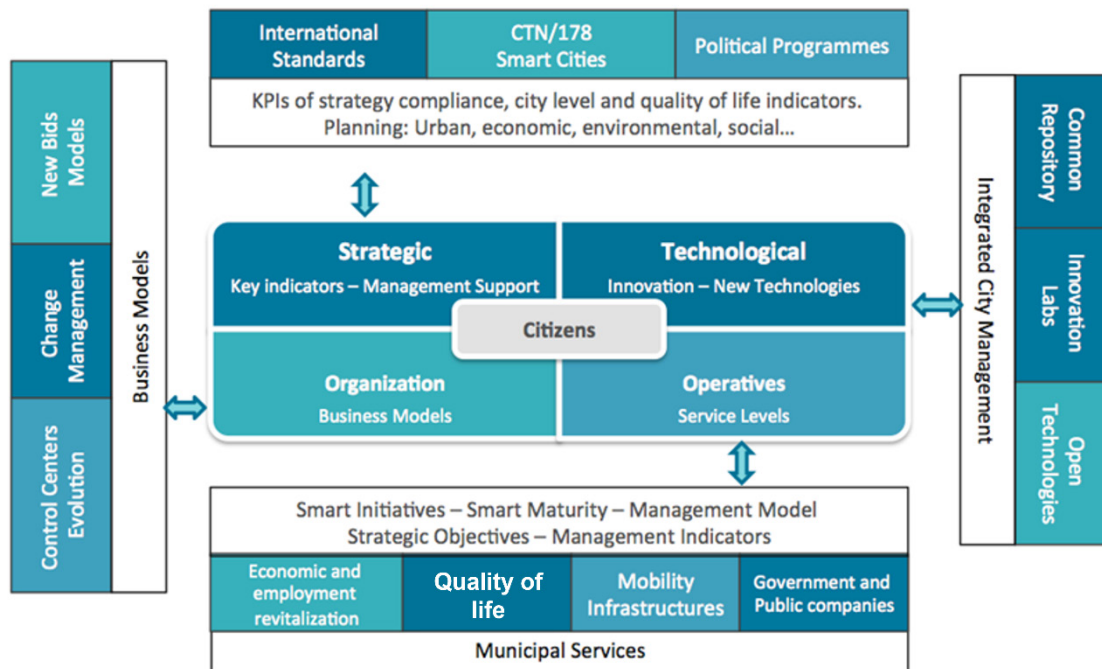 International
Standards
CTN/178
Smart Cities
Political Programmes
KPIs of strategy compliance, city level and quality of life indicators.
Planning: Urban, economic, environmental, social...
New Bids
Models
Change
Management
Control Centers
Evolution
Business Models
Strategic
Key indicators – Management Support
Technological
Innovation – New Technologies
Citizens
Organization
Business Models
Operatives
Service Levels
Integrated City Management
Common
Repository
Innovation
Labs
Open
Technologies
Smart Initiatives – Smart Maturity – Management Model
Strategic Objectives – Management Indicators
Economic and
employment
revitalization
Quality of
life
Mobility
Infrastructures
Government and
Public companies
Municipal Services